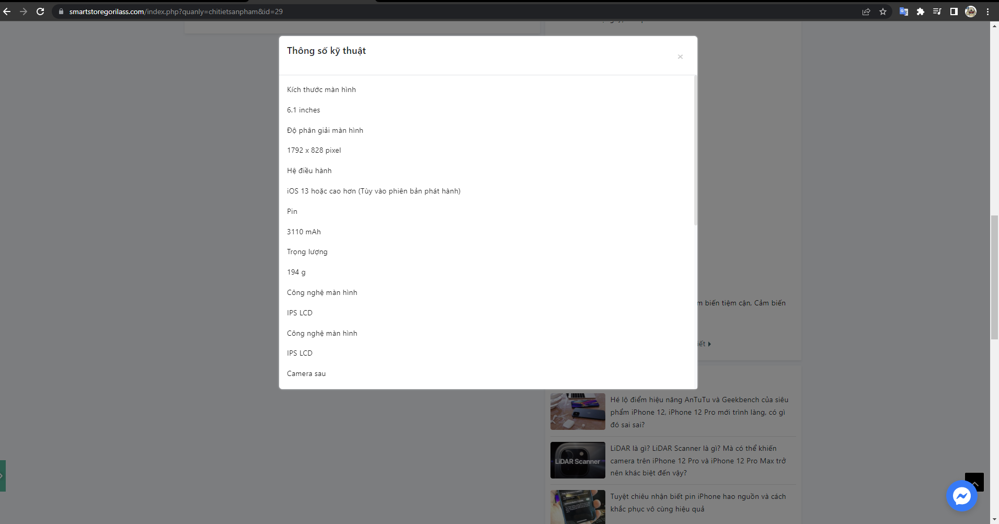 smartstoregorilass.com/index.php?quanly=chitietsanpham&id=29
Thông số kỹ thuật
×
Kích thước màn hình
6.1 inches
Độ phân giải màn hình
1792 x 828 pixel
Hệ điều hành
iOS 13 hoặc cao hơn (Tùy vào phiên bản phát hành)
Pin
3110 mAh
Trọng lượng
194 g
Công nghệ màn hình
IPS LCD
Công nghệ màn hình
IPS LCD
Camera sau
biến tiệm cận, Cảm biến
Hé lộ điểm hiệu năng AnTuTu và Geekbench của siêu
phẩm iPhone 12, iPhone 12 Pro mới trình làng, có gì
đó sai sai?
LiDAR Scanner
LiDAR là gì? LiDAR Scanner là gì? Mà có thể khiến
camera trên iPhone 12 Pro và iPhone 12 Pro Max trở
nên khác biệt đến vậy?
Tuyệt chiêu nhận biết pin iPhone hao nguồn và cách
khắc phục vô cùng hiệu quả